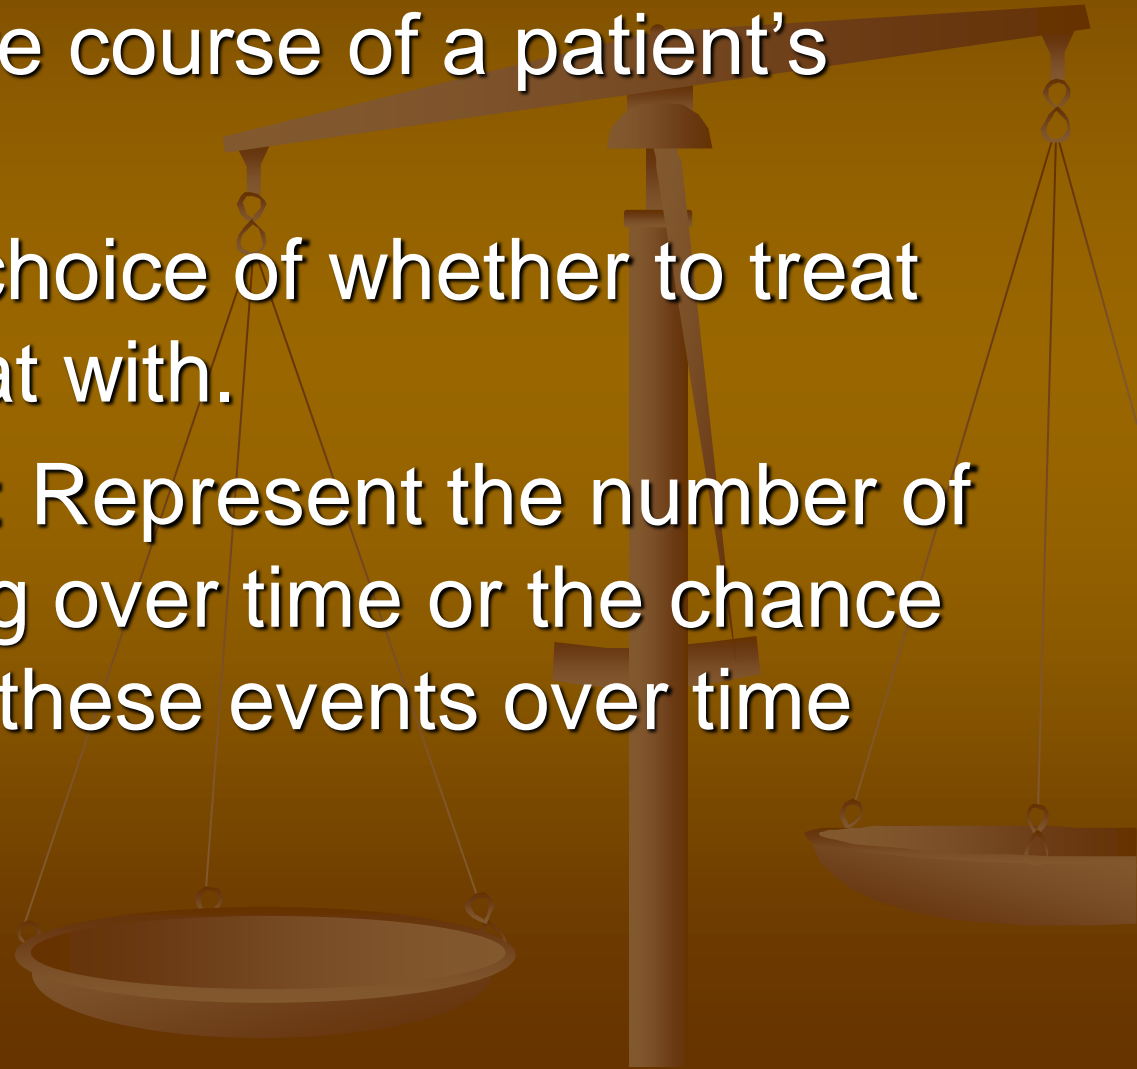 e course of a patient’s
choice of whether to treat
at with.
: Represent the number of
g over time or the chance
these events over time